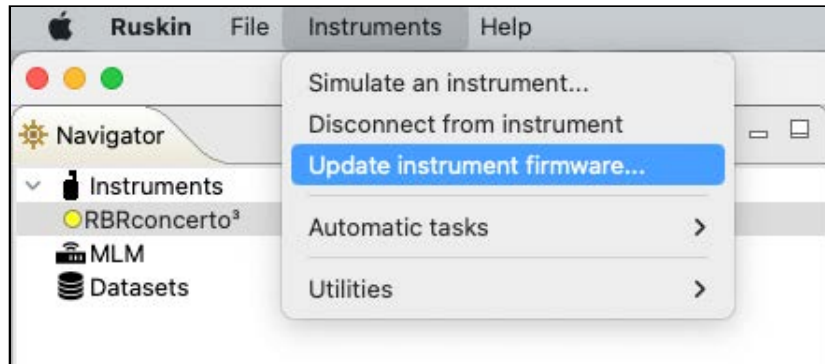 Ruskin File Instruments Help
Simulate an instrument...
Disconnect from instrument
Update instrument firmware...
Automatic tasks
Utilities
Navigator
Instruments
RBRconcerto³
MLM
Datasets